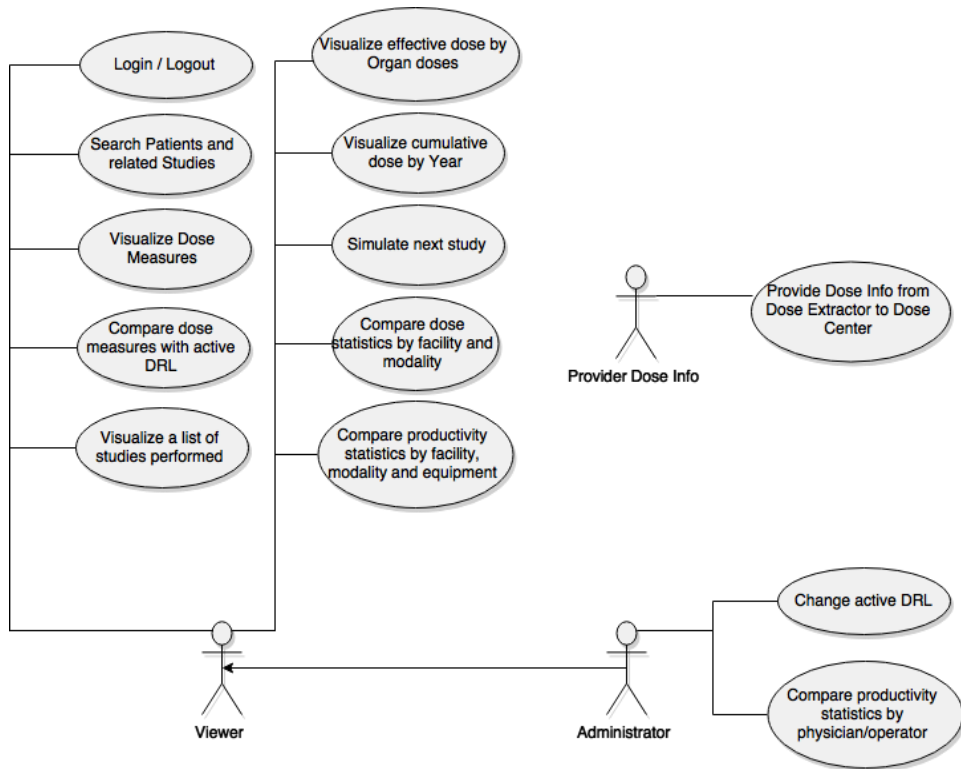 Login / Logout
Search Patients and
related Studies
Visualize Dose
Measures
Compare dose
measures with active
DRL
Visualize a list of
studies performed
Visualize effective dose by
Organ doses
Visualize cumulative
dose by Year
Simulate next study
Compare dose
statistics by facility and
modality
Compare productivity
statistics by facility,
modality and equipment
Provider Dose Info
Provide Dose Info from
Dose Extractor to Dose
Center
Viewer
Administrator
Change active DRL
Compare productivity
statistics by
physician/operator